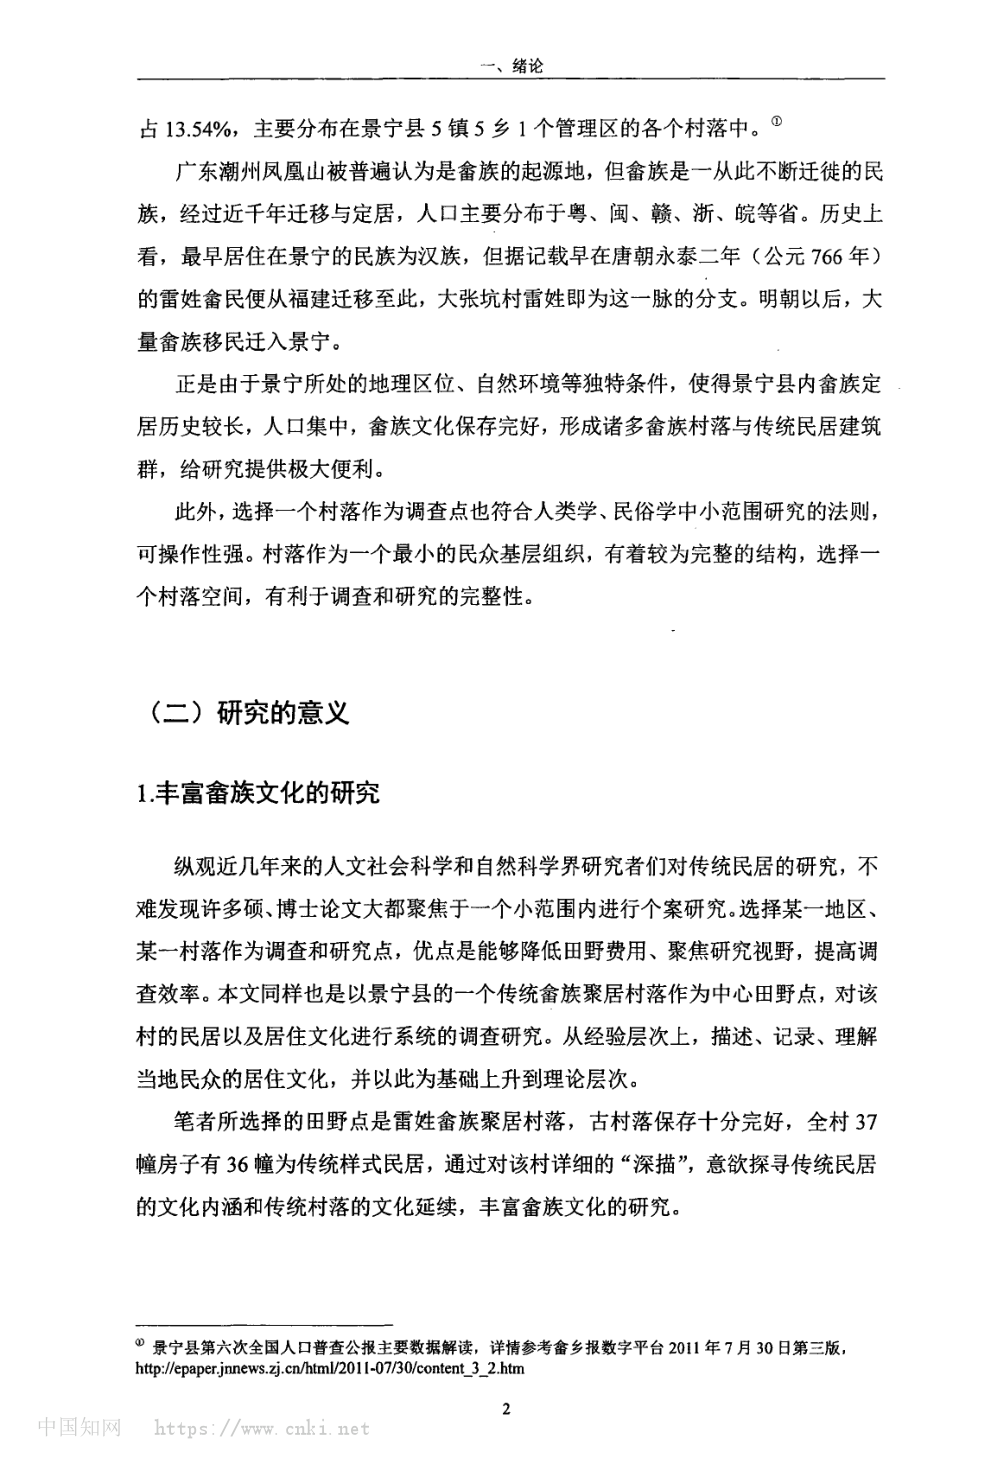 一、绪论
占 13.54%，主要分布在景宁县 5 镇 5 乡 1 个管理区的各个村落中。①
广东潮州凤凰山被普遍认为是畲族的起源地，但畲族是一从此不断迁徙的民
族，经过近千年迁移与定居，人口主要分布于粤、闽、赣、浙、皖等省。历史上
看，最早居住在景宁的民族为汉族，但据记载早在唐朝永泰二年（公元 766 年）
的雷姓畲民便从福建迁移至此，大张坑村雷姓即为这一脉的分支。明朝以后，大
量畲族移民迁入景宁。
正是由于景宁所处的地理区位、自然环境等独特条件，使得景宁县内畲族定
居历史较长，人口集中，畲族文化保存完好，形成诸多畲族村落与传统民居建筑
群，给研究提供极大便利。
此外，选择一个村落作为调查点也符合人类学、民俗学中小范围研究的法则，
可操作性强。村落作为一个最小的民众基层组织，有着较为完整的结构，选择一
个村落空间，有利于调查和研究的完整性。
（二）研究的意义
1.丰富畲族文化的研究
纵观近几年来的人文社会科学和自然科学界研究者们对传统民居的研究，不
难发现许多硕、博士论文大都聚焦于一个小范围内进行个案研究。选择某一地区、
某一村落作为调查和研究点，优点是能够降低田野费用、聚焦研究视野，提高调
查效率。本文同样也是以景宁县的一个传统畲族聚居村落作为中心田野点，对该
村的民居以及居住文化进行系统的调查研究。从经验层次上，描述、记录、理解
当地民众的居住文化，并以此为基础上升到理论层次。
笔者所选择的田野点是雷姓畲族聚居村落，古村落保存十分完好，全村 37
幢房子有 36 幢为传统样式民居，通过对该村详细的“深描”，意欲探寻传统民居
的文化内涵和传统村落的文化延续，丰富畲族文化的研究。
① 景宁县第六次全国人口普查公报主要数据解读，详情参考畲乡报数字平台 2011 年 7 月 30 日第三版，
http://epaper.jnnews.zj.cn/html/2011-07/30/content_3_2.htm
2
中国知网 https://www.cnki.net